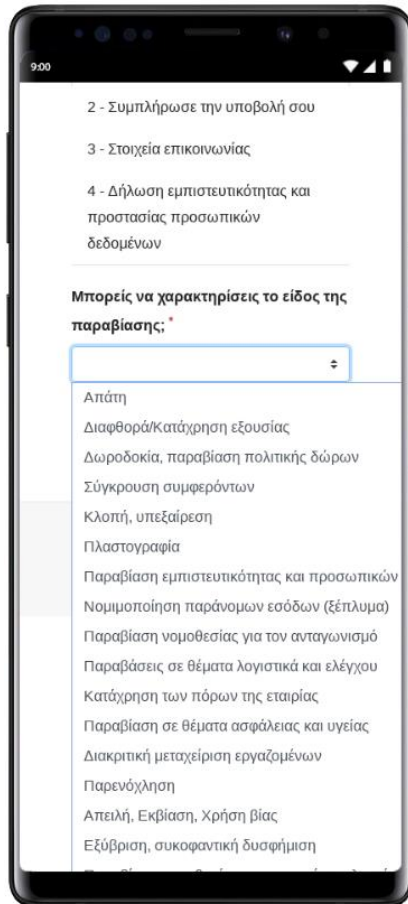 9:00
2 - Συμπλήρωσε την υποβολή σου
3 - Στοιχεία επικοινωνίας
4 - Δήλωση εμπιστευτικότητας και
προστασίας προσωπικών
δεδομένων
Μπορείς να χαρακτηρίσεις το είδος της
παραβίασης; *
Απάτη
Διαφθορά/Κατάχρηση εξουσίας
Δωροδοκία, παραβίαση πολιτικής δώρων
Σύγκρουση συμφερόντων
Κλοπή, υπεξαίρεση
Πλαστογραφία
Παραβίαση εμπιστευτικότητας και προσωπικών
Νομιμοποίηση παράνομων εσόδων (ξέπλυμα)
Παραβίαση νομοθεσίας για τον ανταγωνισμό
Παραβάσεις σε θέματα λογιστικά και ελέγχου
Κατάχρηση των πόρων της εταιρίας
Παραβίαση σε θέματα ασφάλειας και υγείας
Διακριτική μεταχείριση εργαζομένων
Παρενόχληση
Απειλή, Εκβίαση, Χρήση βίας
Εξύβριση, συκοφαντική δυσφήμιση